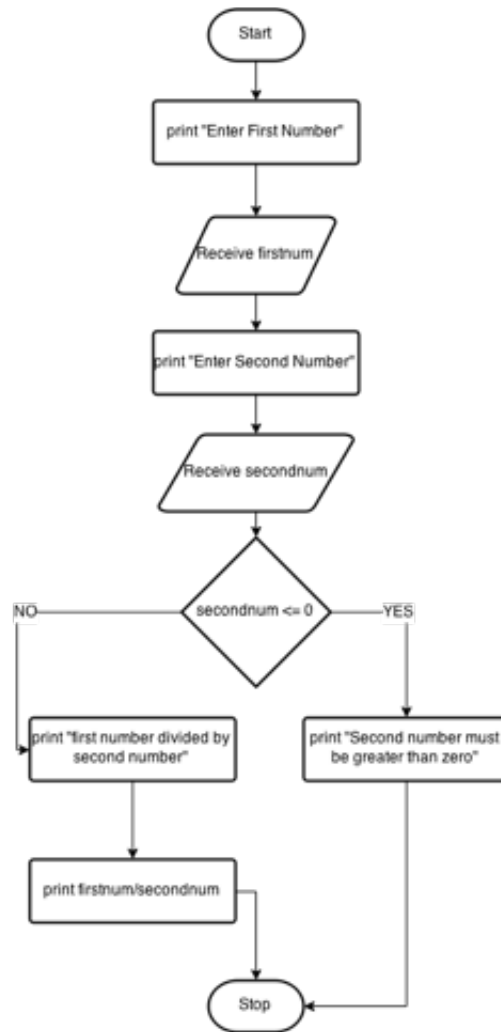 Start
print "Enter First Number"
Receive firstnum
print "Enter Second Number"
Receive secondnum
secondnum <= 0
NO
YES
print "first number divided by
second number"
print "Second number must
be greater than zero"
print firstnum/secondnum
Stop